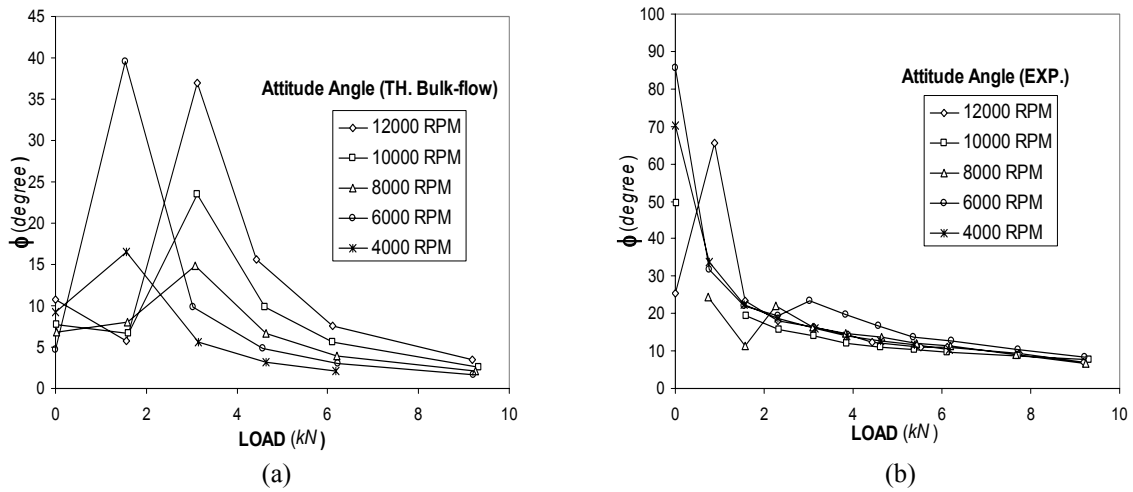 45
40
35
30
25
20
15
10
5
0
ϕ (degree)
Attitude Angle (TH. Bulk-flow)
12000 RPM
10000 RPM
8000 RPM
6000 RPM
4000 RPM
0 2 4 6 8 10
LOAD (kN)
(a)
100
90
80
70
60
50
40
30
20
10
0
ϕ (degree)
Attitude Angle (EXP.)
12000 RPM
10000 RPM
8000 RPM
6000 RPM
4000 RPM
0 2 4 6 8 10
LOAD (kN)
(b)